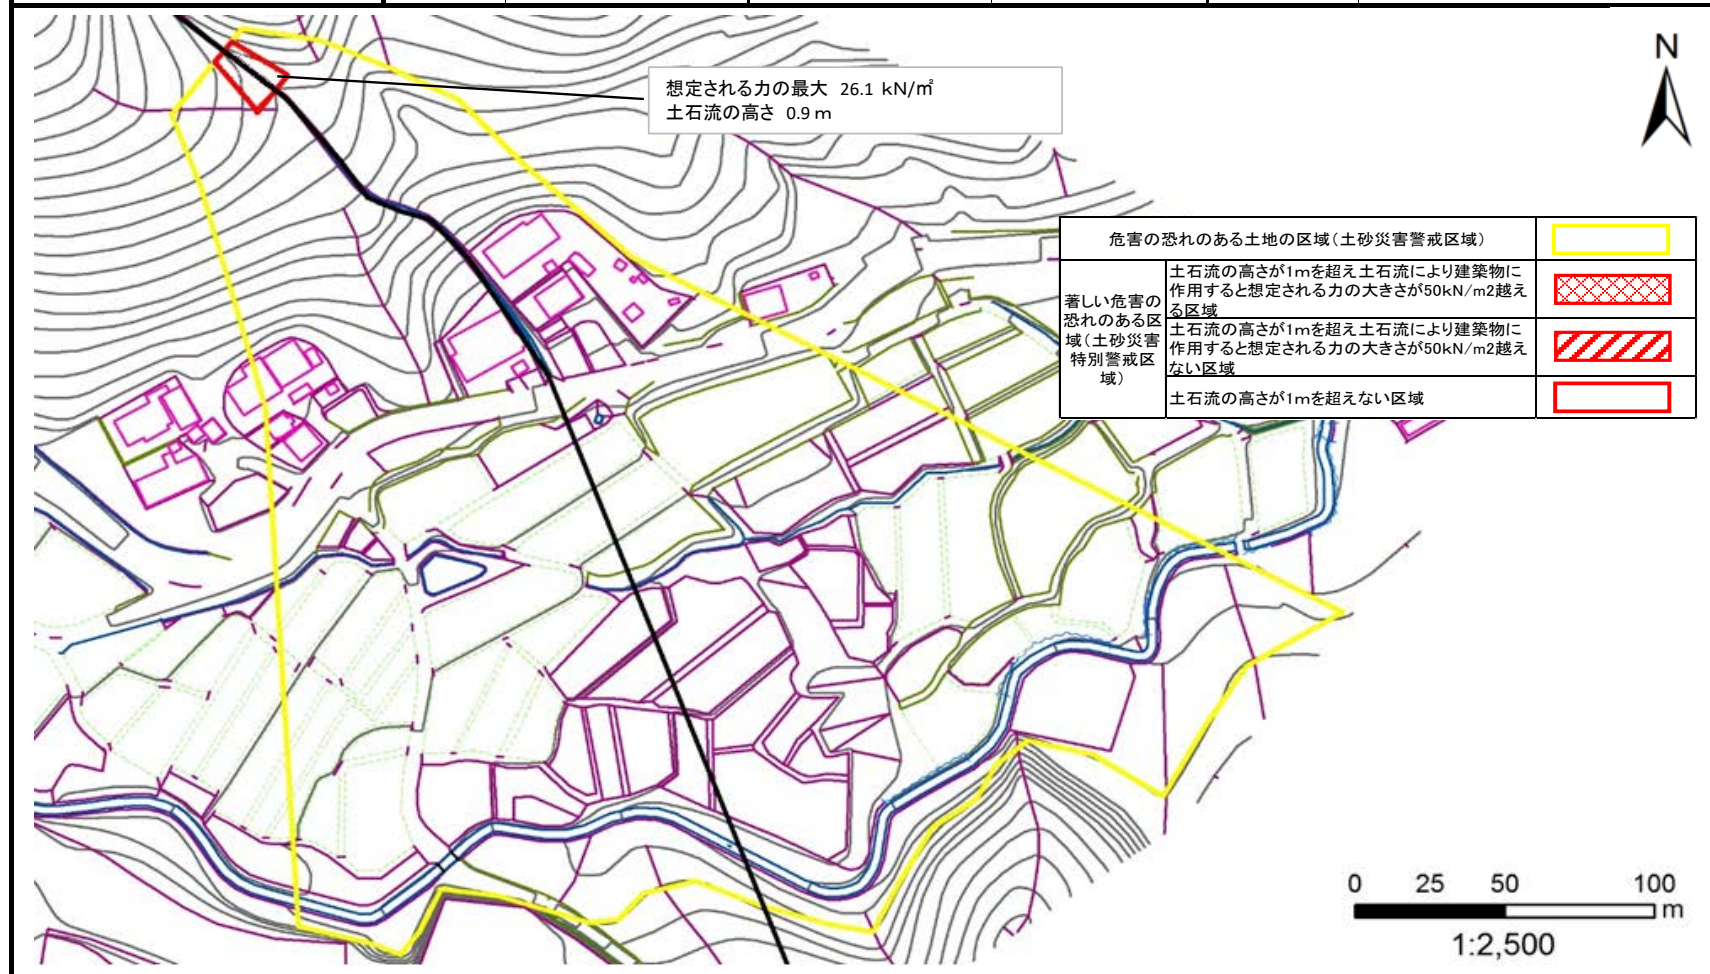 想定される力の最大 26.1 kN/㎡
土石流の高さ 0.9 m
N
危害の恐れのある土地の区域(土砂災害警戒区域)
著しい危害の
恐れのある区
域(土砂災害
特別警戒区
域)
土石流の高さが1mを超え土石流により建築物に
作用すると想定される力の大きさが50kN/m2越え
る区域
土石流の高さが1mを超え土石流により建築物に
作用すると想定される力の大きさが50kN/m2越え
ない区域
土石流の高さが1mを超えない区域
0 25 50 100
m
1:2,500